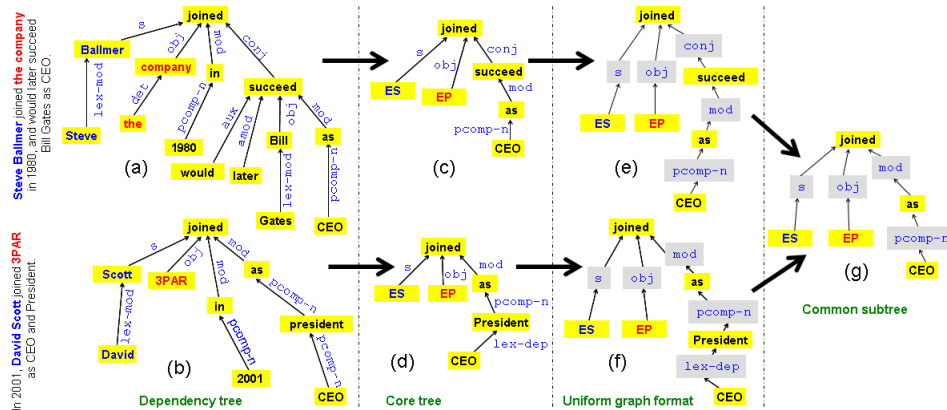 Steve Ballmer joined the company
in 1980, and would later succeed
Bill Gates as CEO.
joined
s
obj
mod
conj
Ballmer
company
in
succeed
lex-mod
det
pcomp-n
aux
amod
obj
mod
Steve
the
1980
would
later
Bill
as
lex-mod
pcomp-n
Gates
CEO
(a)
joined
s
obj
conj
ES
EP
succeed
mod
as
pcomp-n
CEO
(c)
joined
conj
s
obj
succeed
mod
ES
EP
as
pcomp-n
CEO
(e)
In 2001, David Scott joined 3PAR
as CEO and President.
joined
s
obj
mod
mod
Scott
3PAR
in
as
lex-mod
pcomp-n
pcomp-n
president
David
2001
pcomp-n
CEO
(b)
joined
s
obj
mod
ES
EP
as
pcomp-n
President
lex-dep
CEO
(d)
joined
mod
s
obj
as
pcomp-n
ES
EP
President
lex-dep
CEO
(f)
joined
mod
s
obj
as
ES
EP
pcomp-n
CEO
(g)
Common subtree
Dependency tree
Core tree
Uniform graph format